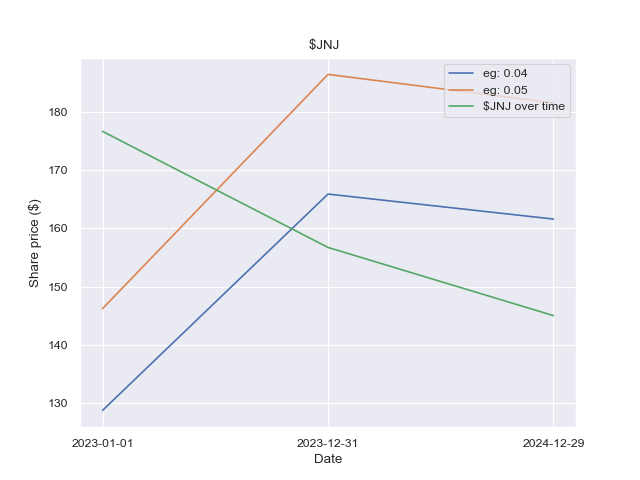 $JNJ
eg: 0.04
eg: 0.05
$JNJ over time
Share price ($)
180
170
160
150
140
130
2023-01-01 2023-12-31 2024-12-29
Date